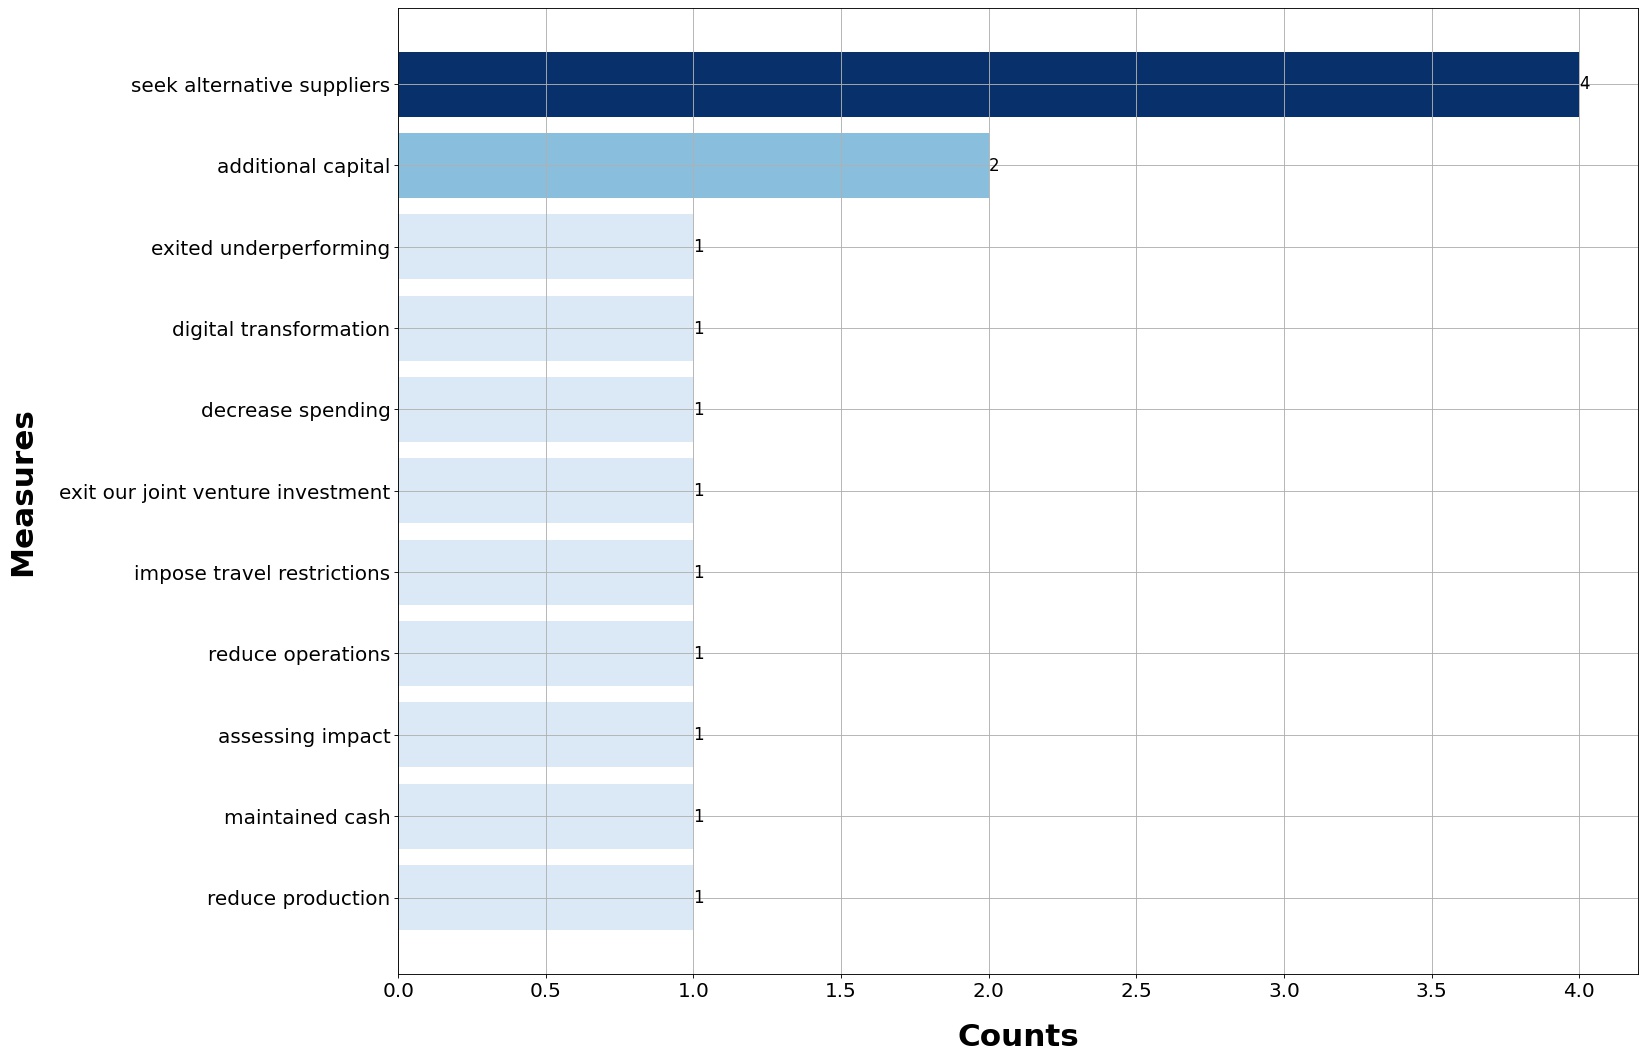 seek alternative suppliers 4
additional capital 2
exited underperforming 1
digital transformation 1
decrease spending 1
exit our joint venture investment 1
impose travel restrictions 1
reduce operations 1
assessing impact 1
maintained cash 1
reduce production 1
Measures
0.0 0.5 1.0 1.5 2.0 2.5 3.0 3.5 4.0
Counts